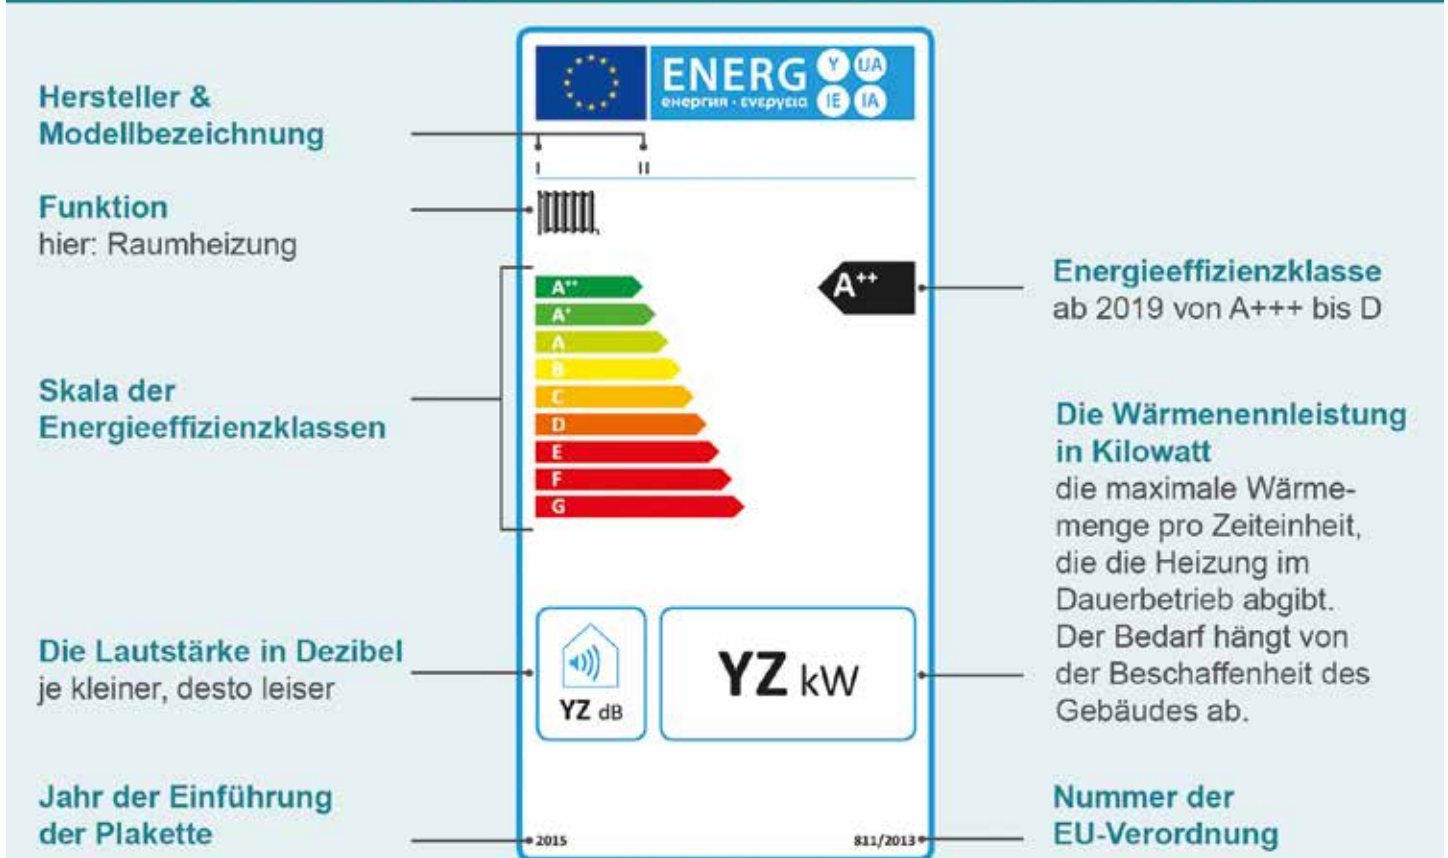 Hersteller &
Modellbezeichnung
Funktion
hier: Raumheizung
Skala der
Energieeffizienzklassen
Die Lautstärke in Dezibel
je kleiner, desto leiser
Jahr der Einführung
der Plakette
ENERG
енергия · ενεργεια
Y UA
IE IA
I II
A++
A+
A
B
C
D
E
F
G
A++
YZ dB
YZ kW
2015
811/2013
Energieeffizienzklasse
ab 2019 von A+++ bis D
Die Wärmenennleistung
in Kilowatt
die maximale Wärme-
menge pro Zeiteinheit,
die die Heizung im
Dauerbetrieb abgibt.
Der Bedarf hängt von
der Beschaffenheit des
Gebäudes ab.
Nummer der
EU-Verordnung